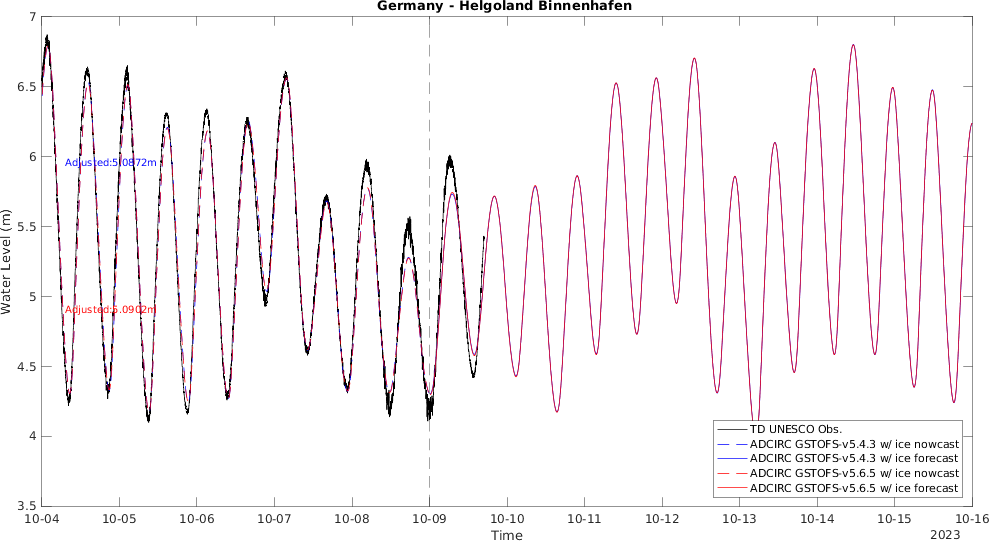 Germany - Helgoland Binnenhafen
7
6.5
6
5.5
5
4.5
4
3.5
Water Level (m)
Adjusted:5.0872m
Adjusted:5.0902m
TD UNESCO Obs.
ADCIRC GSTOFS-v5.4.3 w/ ice nowcast
ADCIRC GSTOFS-v5.4.3 w/ ice forecast
ADCIRC GSTOFS-v5.6.5 w/ ice nowcast
ADCIRC GSTOFS-v5.6.5 w/ ice forecast
10-04 10-05 10-06 10-07 10-08 10-09 10-10 10-11 10-12 10-13 10-14 10-15 10-16
Time
2023